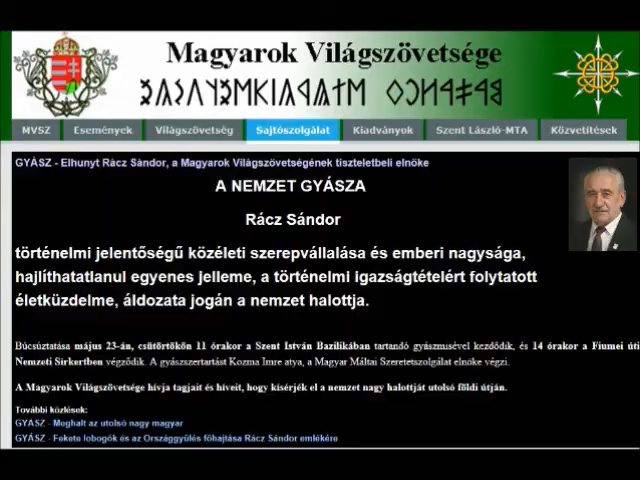 Magyarok Világszövetsége
MVSZ Események Világszövetség Sajtószolgálat Kiadványok Szent László-MTA Közvetítések
GYÁSZ - Elhunyt Rácz Sándor, a Magyarok Világszövetségének tiszteletbeli elnöke
A NEMZET GYÁSZA
Rácz Sándor
történelmi jelentőségű közéleti szerepvállalása és emberi nagysága,
hajlíthatatlanul egyenes jelleme, a történelmi igazságtételért folytatott
életküzdelme, áldozata jogán a nemzet halottja.
Búcsúztatása május 23-án, csütörtökön 11 órakor a Szent István Bazilikában tartandó gyászmisével kezdődik, és 14 órakor a Fiumei úti
Nemzeti Sírkertben végződik. A gyászszertartást Kozma Imre atya, a Magyar Máltai Szeretetszolgálat elnöke végzi.
A Magyarok Világszövetsége hívja tagjait és híveit, hogy kísérjék el a nemzet nagy halottját utolsó földi útján.
További közlések:
GYÁSZ - Meghalt az utolsó nagy magyar
GYÁSZ - Fekete lobogók és az Országgyűlés főhajtása Rácz Sándor emlékére